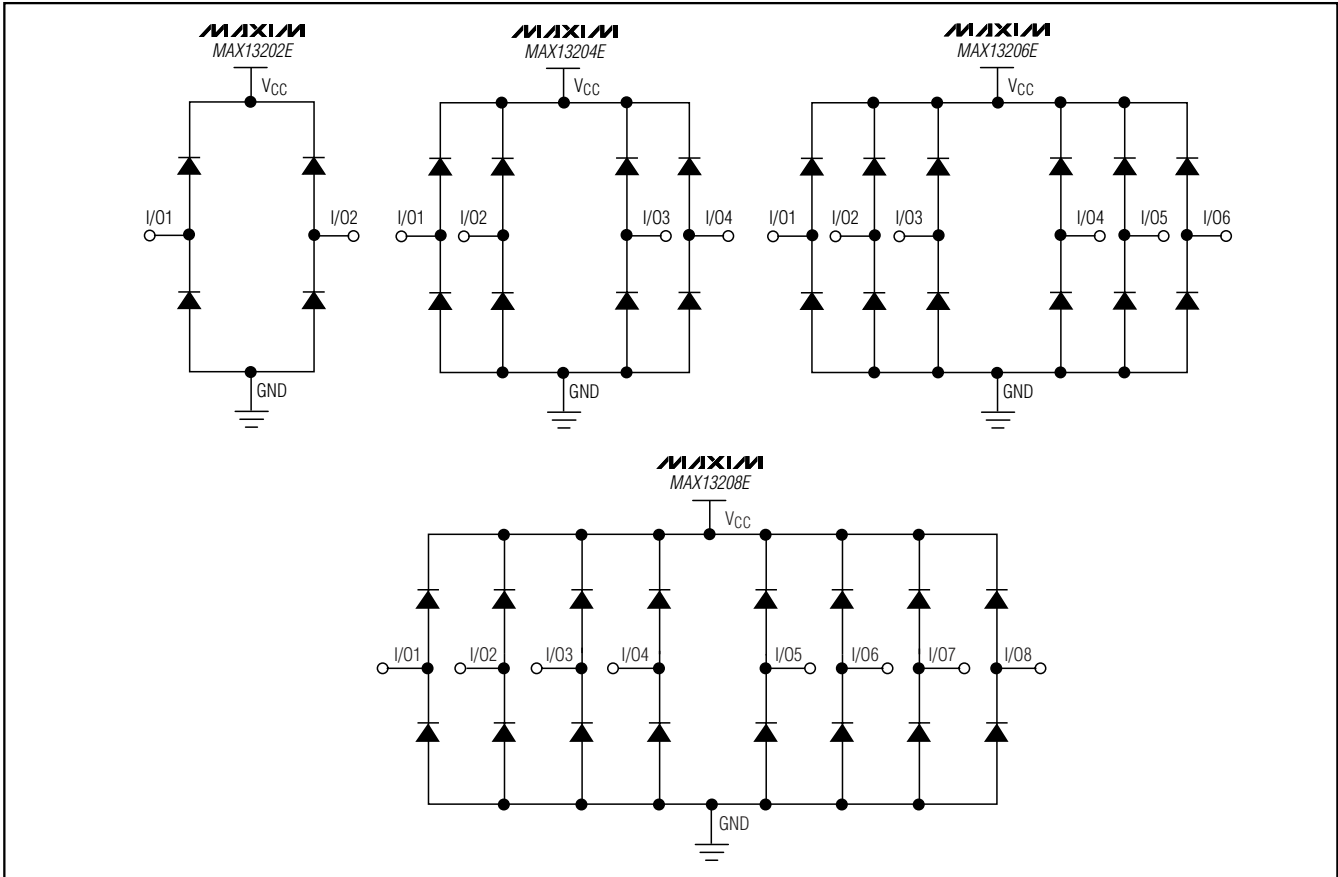 MAXIM MAXIM MAXIM
MAX13202E MAX13204E MAX13206E
VCC VCC VCC
I/O1 I/O2 I/O1 I/O2 I/O3 I/O4 I/O1 I/O2 I/O3 I/O4 I/O5 I/O6
GND GND GND
MAXIM
MAX13208E
VCC
I/O1 I/O2 I/O3 I/O4 I/O5 I/O6 I/O7 I/O8
GND